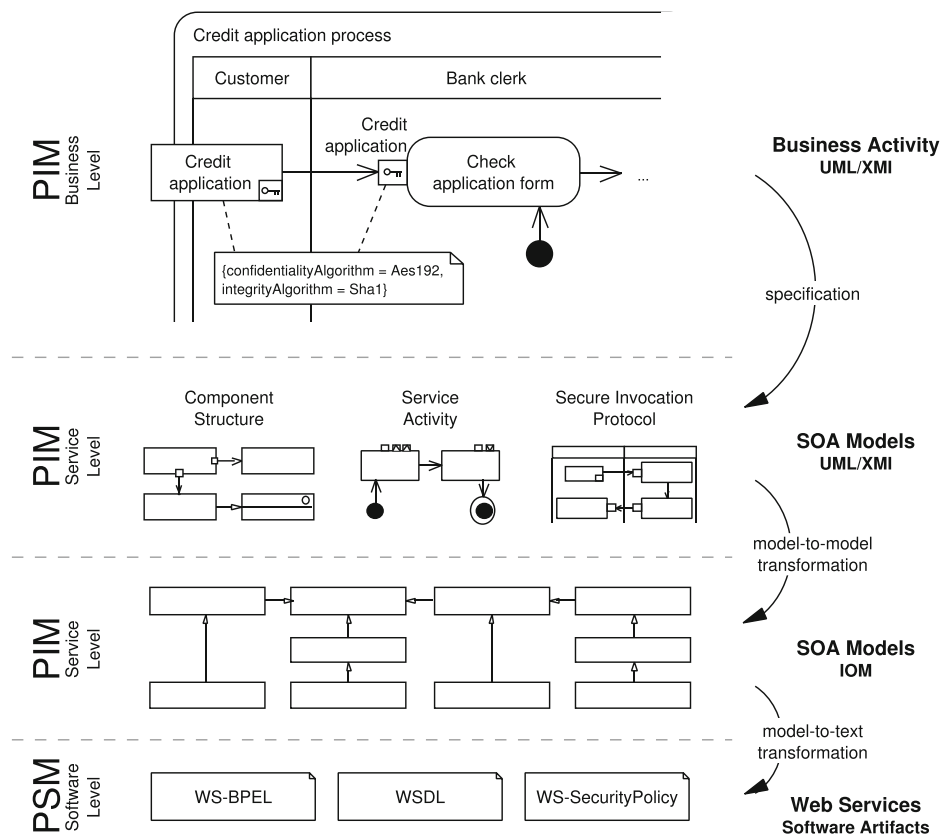 Credit application process
Customer
Bank clerk
PIM
Business
Level
Credit
application
Credit
application
Check
application form
...
{confidentialityAlgorithm = Aes192,
integrityAlgorithm = Sha1}
Business Activity
UML/XMI
specification
PIM
Service
Level
Component
Structure
Service
Activity
Secure Invocation
Protocol
SOA Models
UML/XMI
model-to-model
transformation
PIM
Service
Level
SOA Models
IOM
model-to-text
transformation
PSM
Software
Level
WS-BPEL
WSDL
WS-SecurityPolicy
Web Services
Software Artifacts